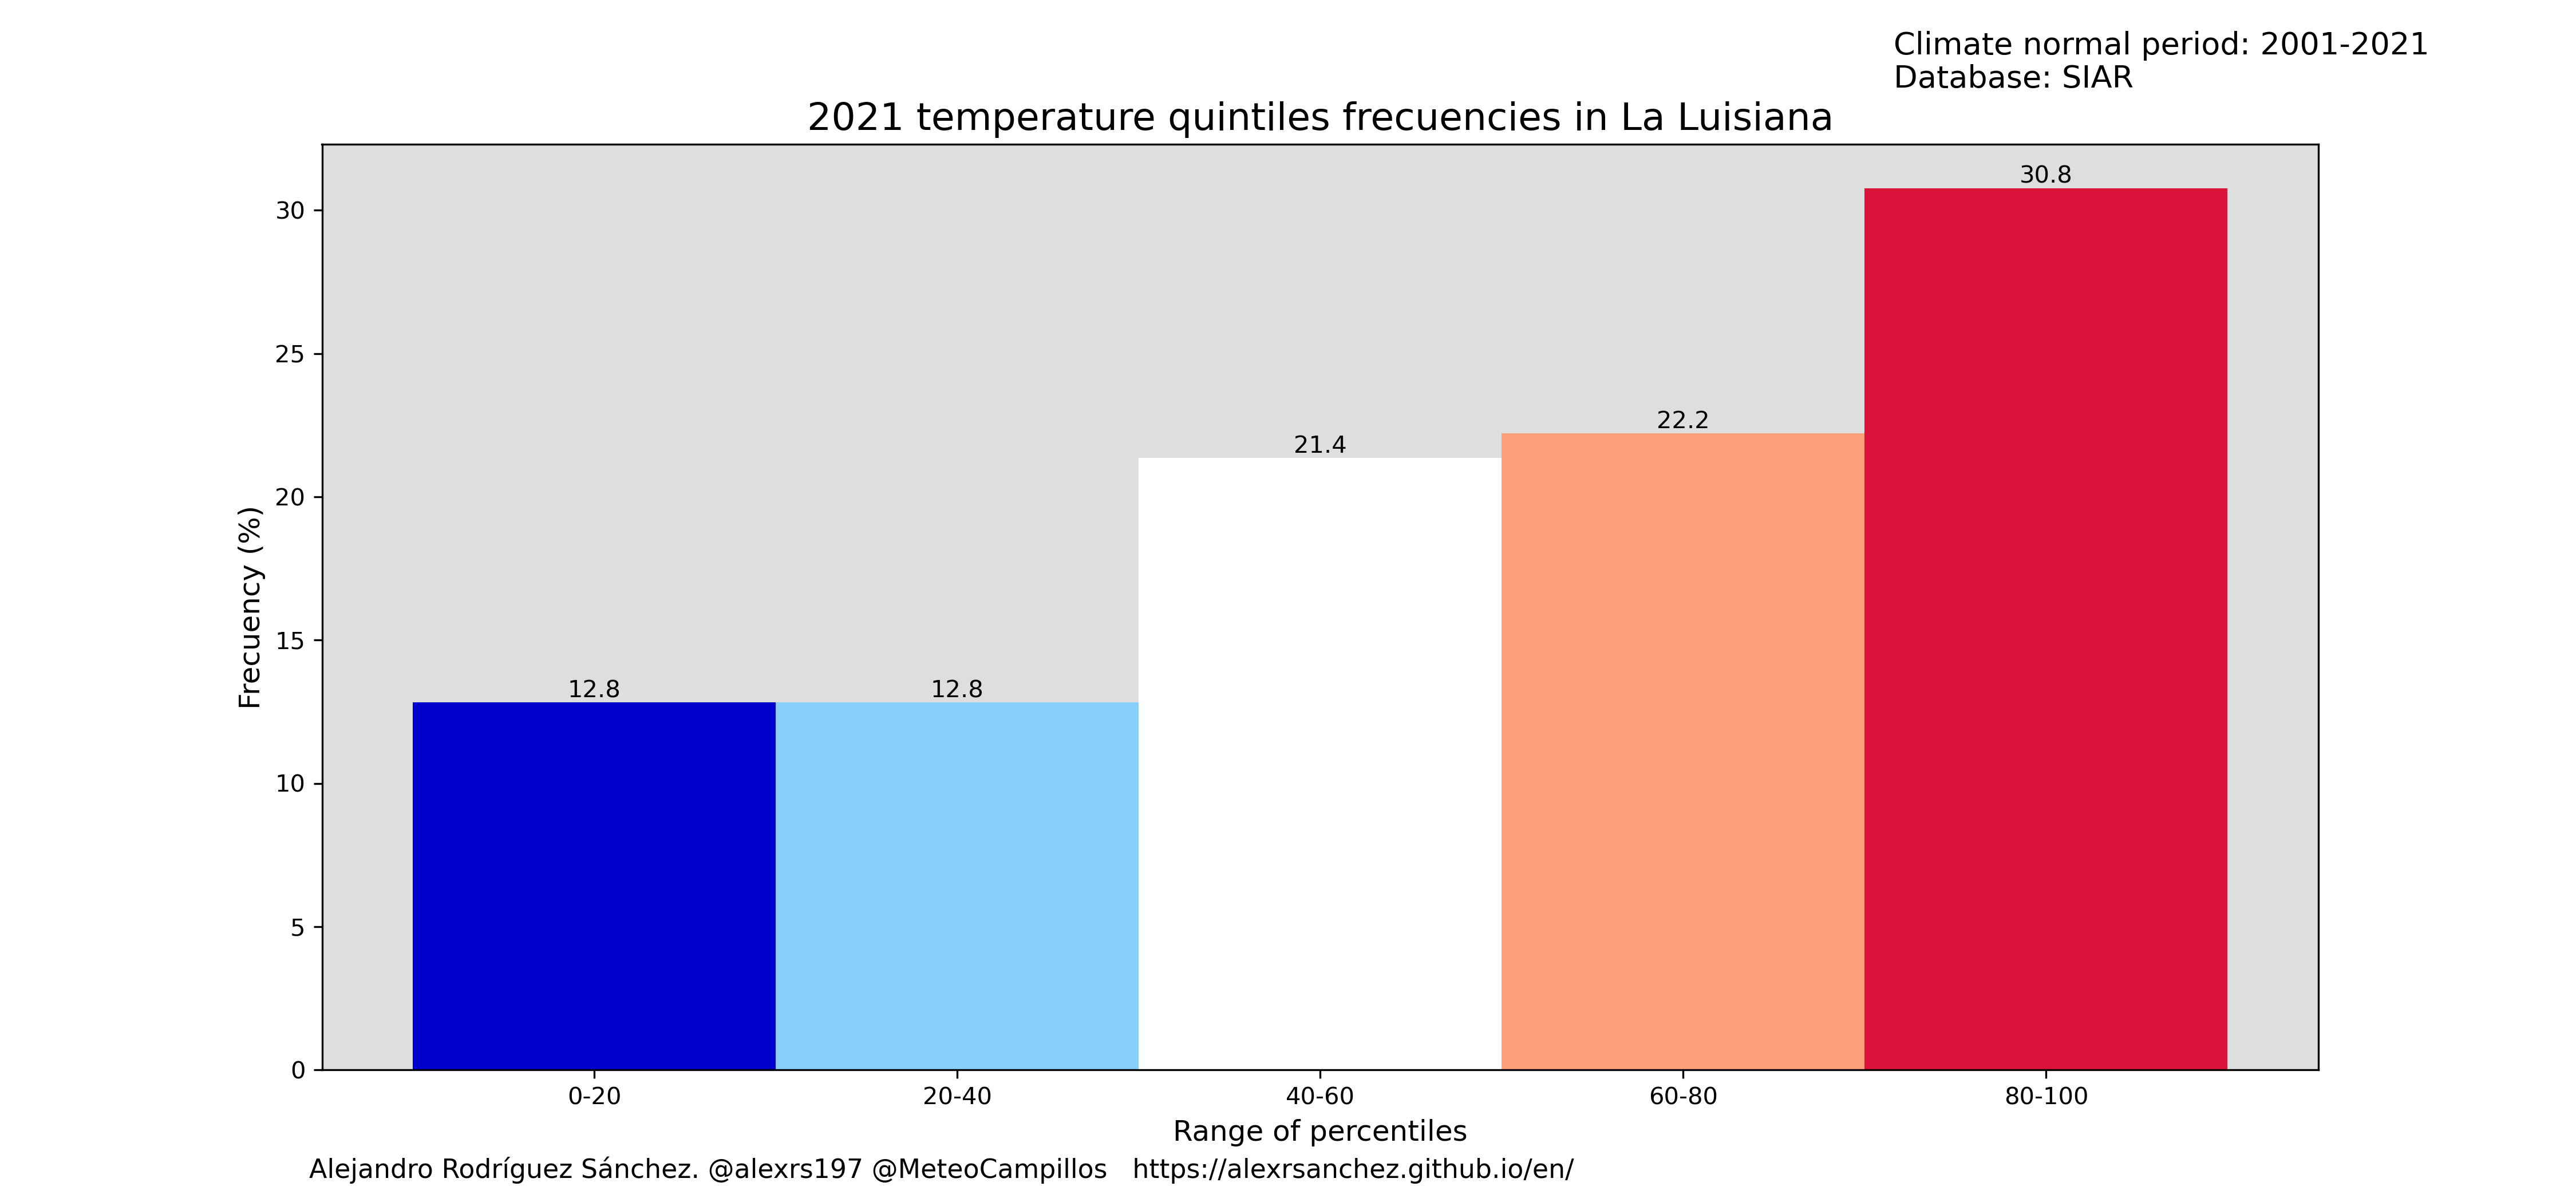 Climate normal period: 2001-2021
Database: SIAR
2021 temperature quintiles frecuencies in La Luisiana
30.8
30
25
22.2
21.4
20
Frecuency (%)
15
12.8 12.8
10
5
0
0-20 20-40 40-60 60-80 80-100
Range of percentiles
Alejandro Rodríguez Sánchez. @alexrs197 @MeteoCampillos https://alexrsanchez.github.io/en/